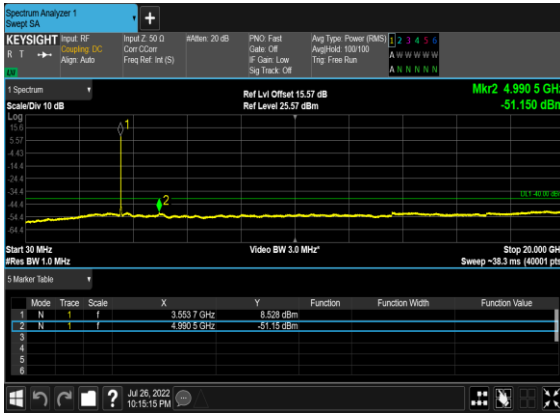 Spectrum Analyzer 1
Swept SA
KEYSIGHT Input: RF Input Z: 50 Ω #Atten: 20 dB PNO: Fast Avg Type: Power (RMS) 1 2 3 4 5 6
R T Coupling: DC Corr CCorr Gate: Off Avg|Hold: 100/100 A W W W W W
Align: Auto Freq Ref: Int (S) IF Gain: Low Trig: Free Run
Sig Track: Off A N N N N N
1 Spectrum
Ref Lvl Offset 15.57 dB Mkr2 4.990 5 GHz
Scale/Div 10 dB Ref Level 25.57 dBm -51.150 dBm
Log
15.6
5.57
-4.43
-14.4
-24.4
-34.4
-44.4
-54.4
-64.4
1
2
DL1 -40.00 dBm
Start 30 MHz Video BW 3.0 MHz* Stop 20.000 GH
#Res BW 1.0 MHz Sweep ~38.3 ms (40001 pts
5 Marker Table
Mode Trace Scale X Y Function Function Width Function Value
1 N 1 f 3.553 7 GHz 8.528 dBm
2 N 1 f 4.990 5 GHz -51.15 dBm
3
4
5
6
Jul 26, 2022
10:15:15 PM